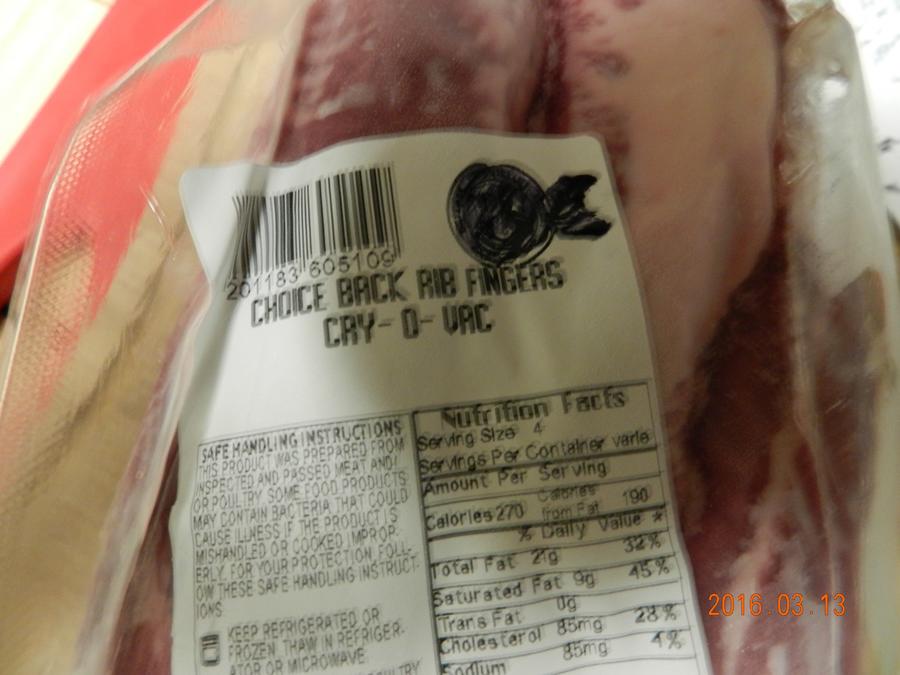 201183 605109
CHOICE BACK RIB FINGERS
CRY-O-VAC
SAFE HANDLING INSTRUCTIONS
THIS PRODUCT WAS PREPARED FROM
INSPECTED AND PASSED MEAT AND/
OR POULTRY. SOME FOOD PRODUCTS
MAY CONTAIN BACTERIA THAT COULD
CAUSE ILLNESS IF THE PRODUCT IS
MISHANDLED OR COOKED IMPROP-
ERLY. FOR YOUR PROTECTION, FOLL-
OW THESE SAFE HANDLING INSTRUCT-
IONS.
KEEP REFRIGERATED OR
FROZEN. THAW IN REFRIGER-
ATOR OR MICROWAVE.
Nutrition Facts
Serving Size 4
Servings Per Container varie
Amount Per Serving
Calories 270 Calories from Fat 190
% Daily Value *
Total Fat 21g 32%
Saturated Fat 9g 45%
Trans Fat 0g
Cholesterol 85mg 28%
Sodium 85mg 4%
2016.03.13